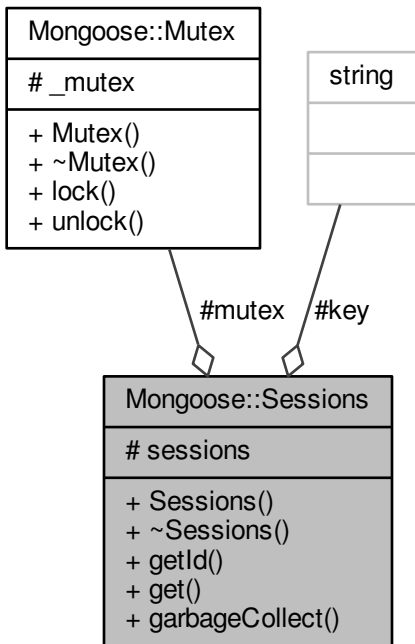 Mongoose::Mutex
# _mutex
+ Mutex()
+ ~Mutex()
+ lock()
+ unlock()
string
#mutex
#key
Mongoose::Sessions
# sessions
+ Sessions()
+ ~Sessions()
+ getId()
+ get()
+ garbageCollect()